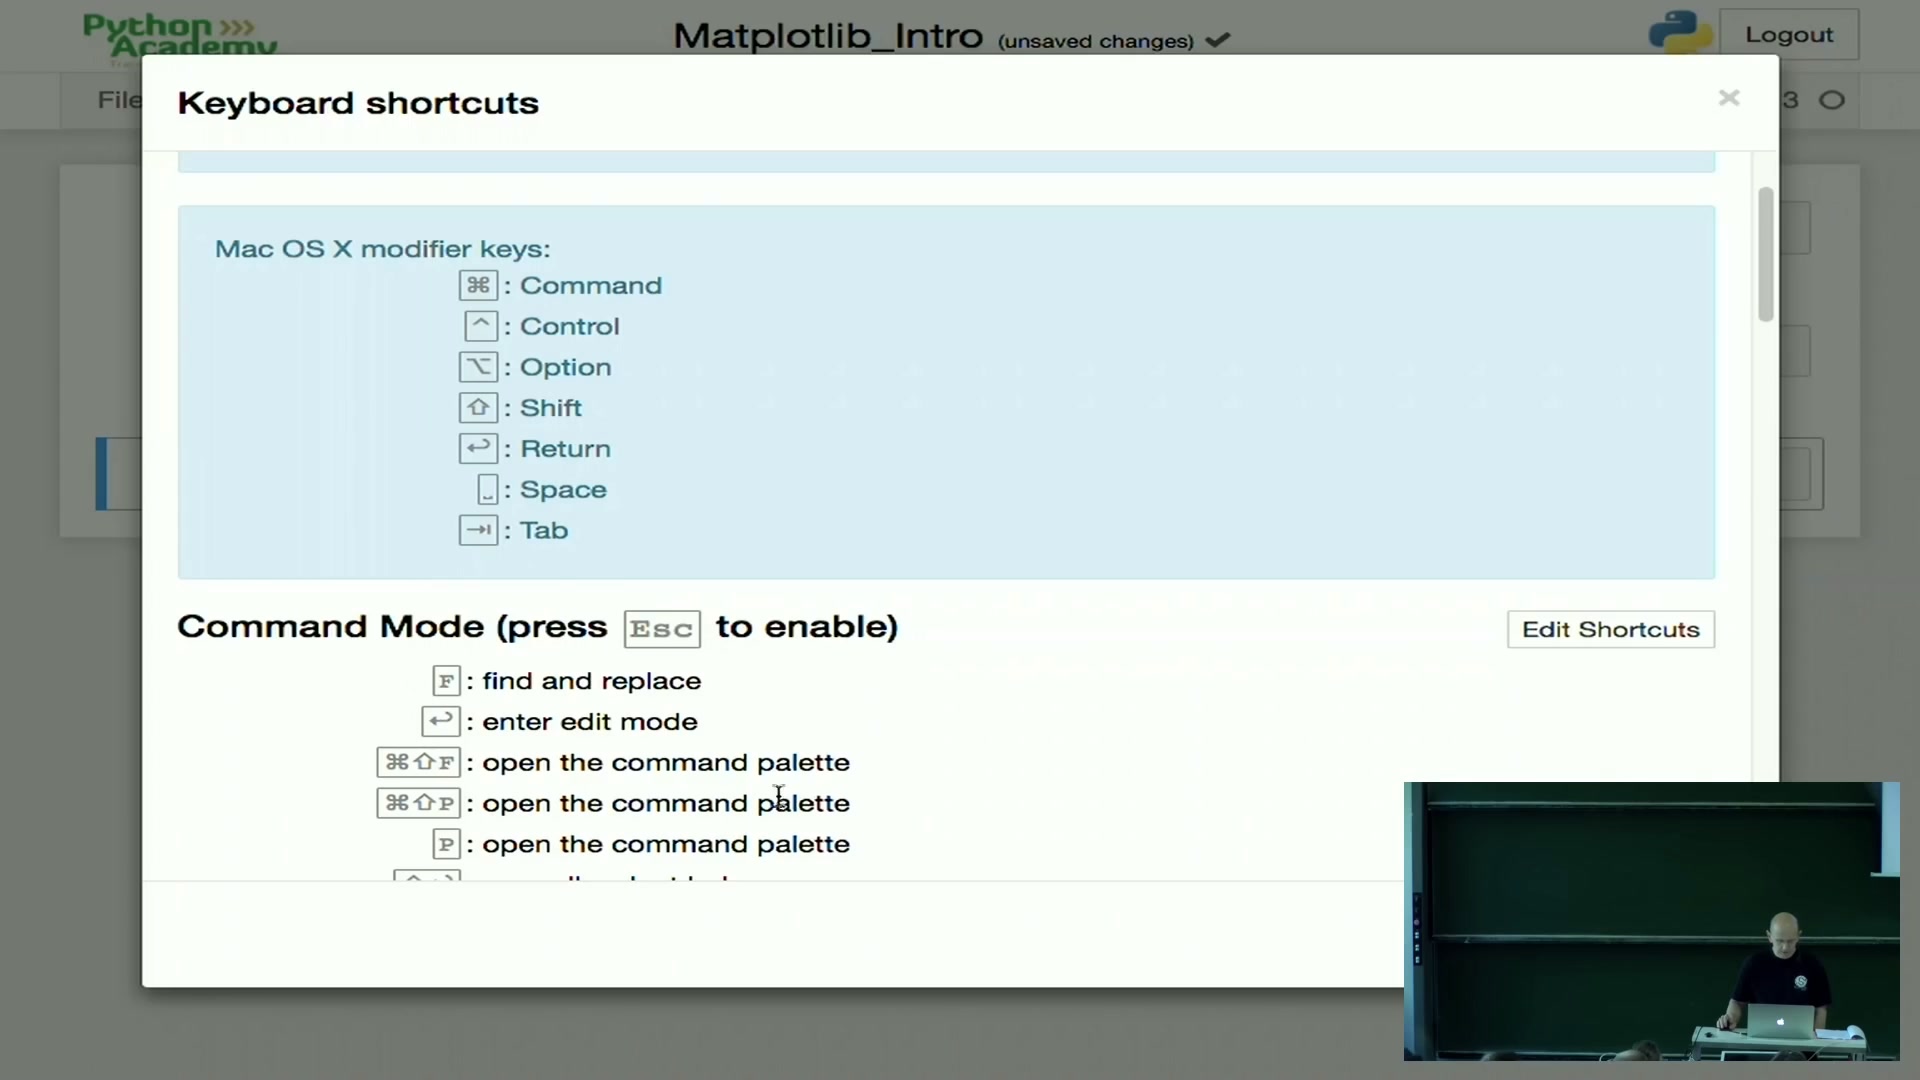 Python
Academy
Matplotlib_Intro (unsaved changes)
Logout
File
3
Keyboard shortcuts
×
Mac OS X modifier keys:
⌘ : Command
^ : Control
⌥ : Option
⇧ : Shift
↩ : Return
␣ : Space
⇥ : Tab
Command Mode (press Esc to enable)
Edit Shortcuts
F : find and replace
↩ : enter edit mode
⌘⇧F : open the command palette
⌘⇧P : open the command palette
P : open the command palette